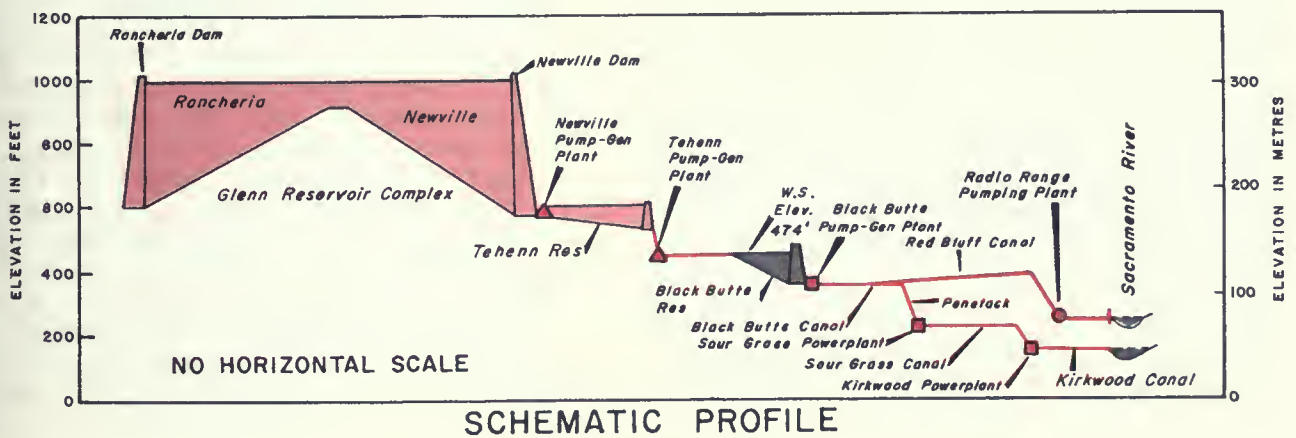 1200
1000
800
600
400
200
0
ELEVATION IN FEET
Rancheria Dam
Newville Dam
Rancheria
Newville
Glenn Reservoir Complex
Newville
Pump-Gen
Plant
Tehenn
Pump-Gen
Plant
Tehenn Res
W.S.
Elev.
474'
Black Butte
Pump-Gen Plant
Black Butte
Res
Radio Range
Pumping Plant
Red Bluff Canal
Sacramento River
Penstock
Black Butte Canal
Sour Grass Powerplant
Sour Grass Canal
Kirkwood Powerplant
Kirkwood Canal
300
200
100
0
ELEVATION IN METRES
NO HORIZONTAL SCALE
SCHEMATIC PROFILE